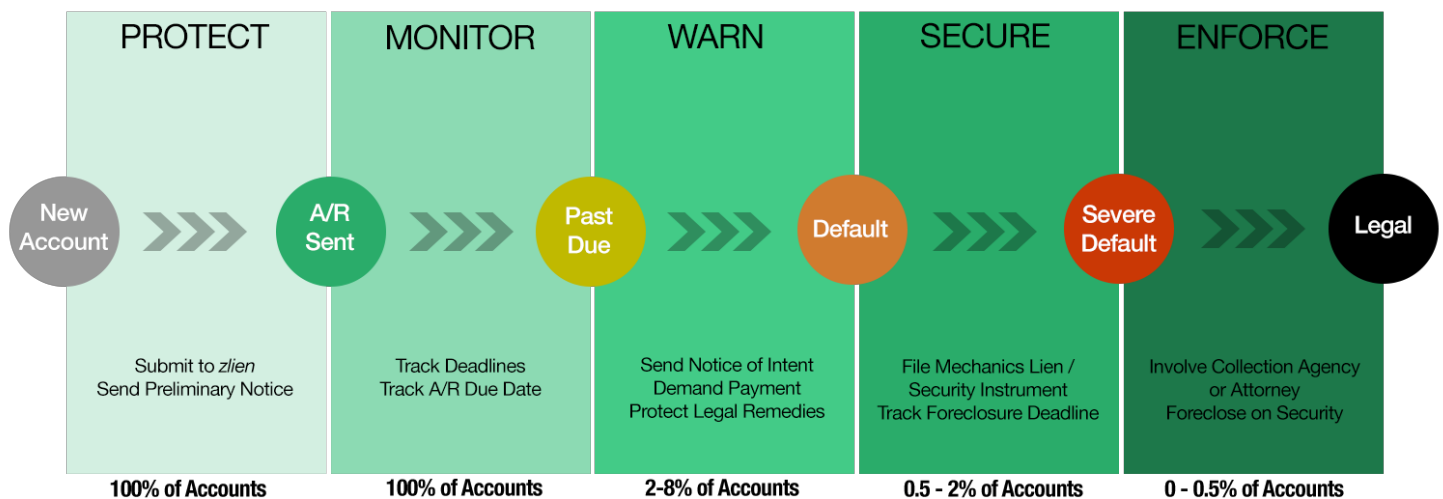 PROTECT
MONITOR
WARN
SECURE
ENFORCE
New
Account
A/R
Sent
Past
Due
Default
Severe
Default
Legal
Submit to zlien
Send Preliminary Notice
Track Deadlines
Track A/R Due Date
Send Notice of Intent
Demand Payment
Protect Legal Remedies
File Mechanics Lien /
Security Instrument
Track Foreclosure Deadline
Involve Collection Agency
or Attorney
Foreclose on Security
100% of Accounts
100% of Accounts
2-8% of Accounts
0.5 - 2% of Accounts
0 - 0.5% of Accounts